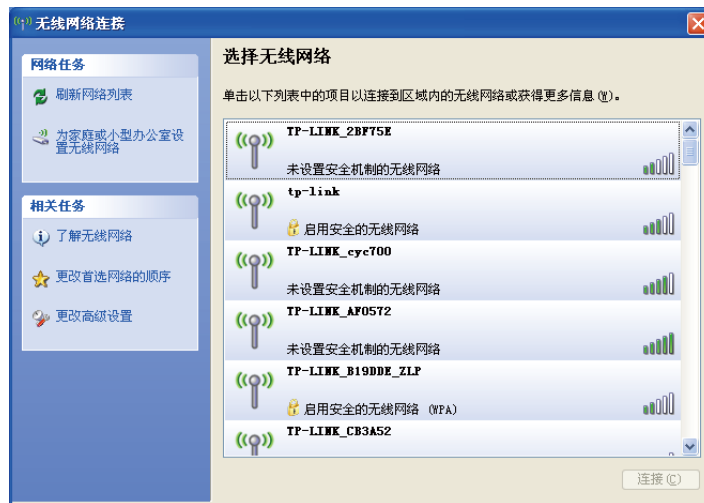 无线网络连接
网络任务
刷新网络列表
为家庭或小型办公室设
置无线网络
相关任务
了解无线网络
更改首选网络的顺序
更改高级设置
选择无线网络
单击以下列表中的项目以连接到区域内的无线网络或获得更多信息(W)。
TP-LINK_2BF75E
未设置安全机制的无线网络
tp-link
启用安全的无线网络
TP-LINK_cyc700
未设置安全机制的无线网络
TP-LINK_AF0572
未设置安全机制的无线网络
TP-LINK_B19DDE_ZLP
启用安全的无线网络 (WPA)
TP-LINK_CB3A52
连接(C)